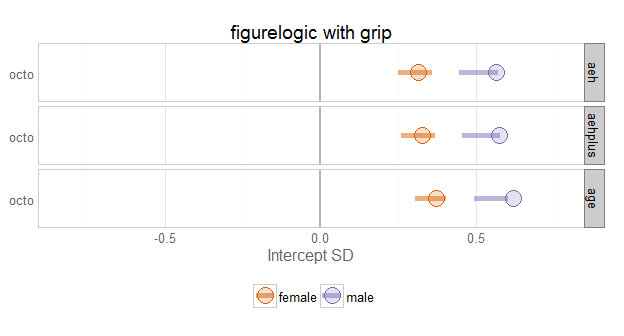 figurelogic with grip
octo
aeh
octo
aehplus
octo
age
-0.5 0.0 0.5
Intercept SD
female male